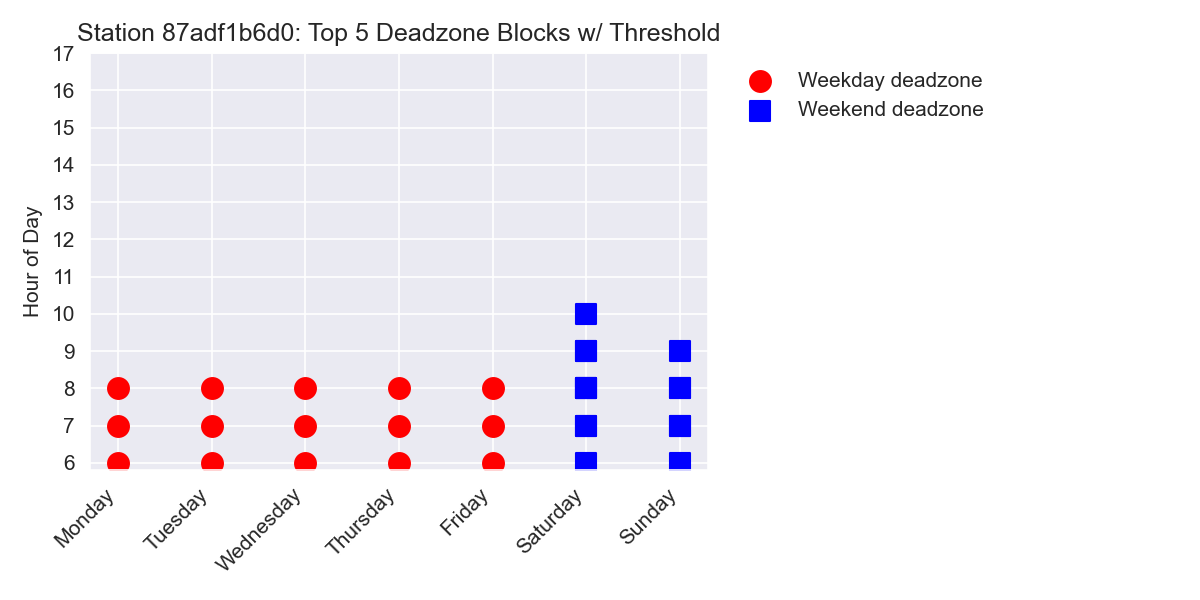 Station 87adf1b6d0: Top 5 Deadzone Blocks w/ Threshold
Weekday deadzone
Weekend deadzone
Hour of Day
17
16
15
14
13
12
11
10
9
8
7
6
Monday
Tuesday
Wednesday
Thursday
Friday
Saturday
Sunday